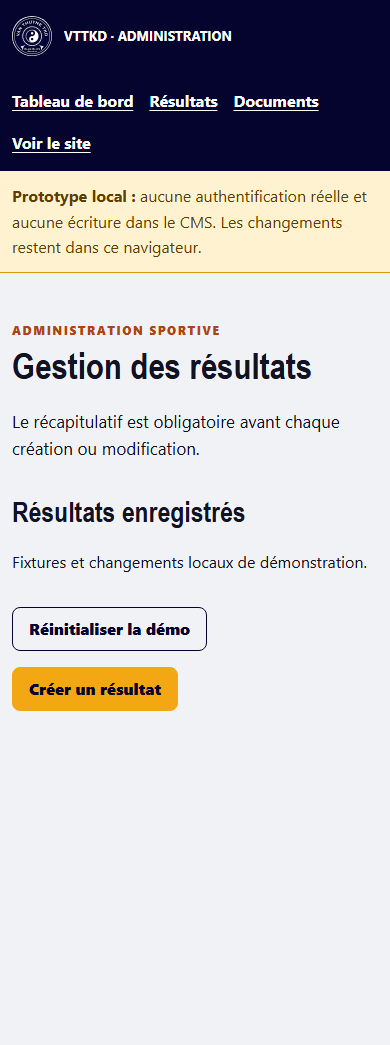 VTTKD - ADMINISTRATION
Tableau de bord Résultats Documents
Voir le site
Prototype local : aucune authentification réelle et
aucune écriture dans le CMS. Les changements
restent dans ce navigateur.
ADMINISTRATION SPORTIVE
Gestion des résultats
Le récapitulatif est obligatoire avant chaque
création ou modification.
Résultats enregistrés
Fixtures et changements locaux de démonstration.
Réinitialiser la démo
Créer un résultat